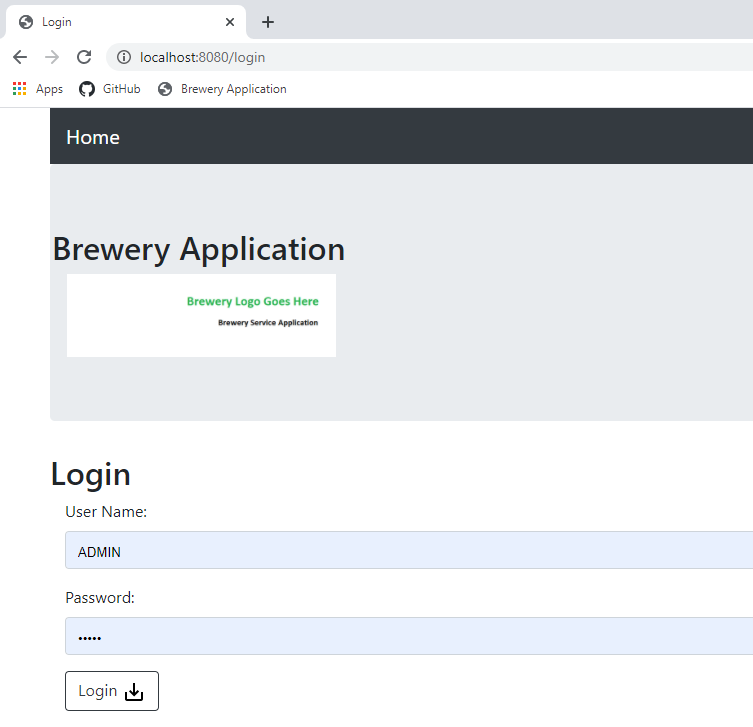 Login
localhost:8080/login
Apps GitHub Brewery Application
Home
Brewery Application
Brewery Logo Goes Here
Brewery Service Application
Login
User Name:
ADMIN
Password:
•••••
Login